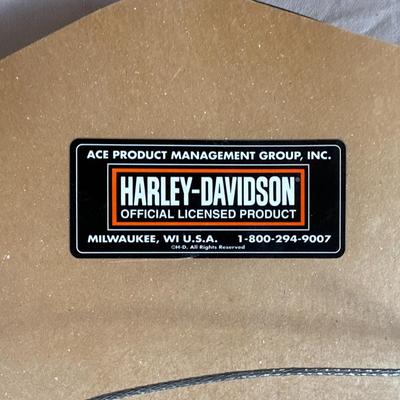 ACE PRODUCT MANAGEMENT GROUP, INC.
HARLEY-DAVIDSON®
OFFICIAL LICENSED PRODUCT
MILWAUKEE, WI U.S.A. 1-800-294-9007
©H-D. All Rights Reserved